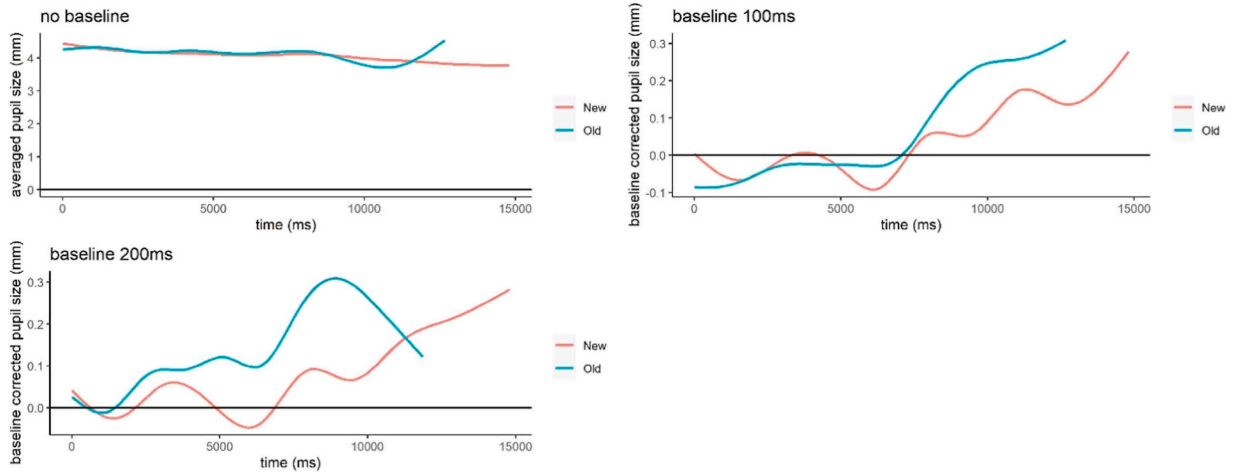 no baseline
averaged pupil size (mm)
4
3
2
1
0
0 5000 10000 15000
time (ms)
New
Old
baseline 100ms
baseline corrected pupil size (mm)
0.3
0.2
0.1
0.0
-0.1
0 5000 10000 15000
time (ms)
New
Old
baseline 200ms
baseline corrected pupil size (mm)
0.3
0.2
0.1
0.0
0 5000 10000 15000
time (ms)
New
Old